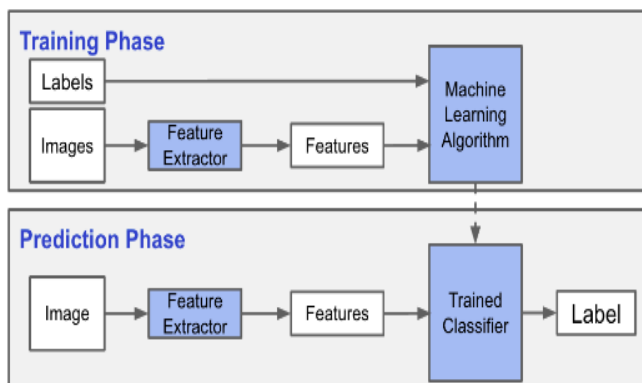 Training Phase
Labels
Images
Feature
Extractor
Features
Machine
Learning
Algorithm
Prediction Phase
Image
Feature
Extractor
Features
Trained
Classifier
Label